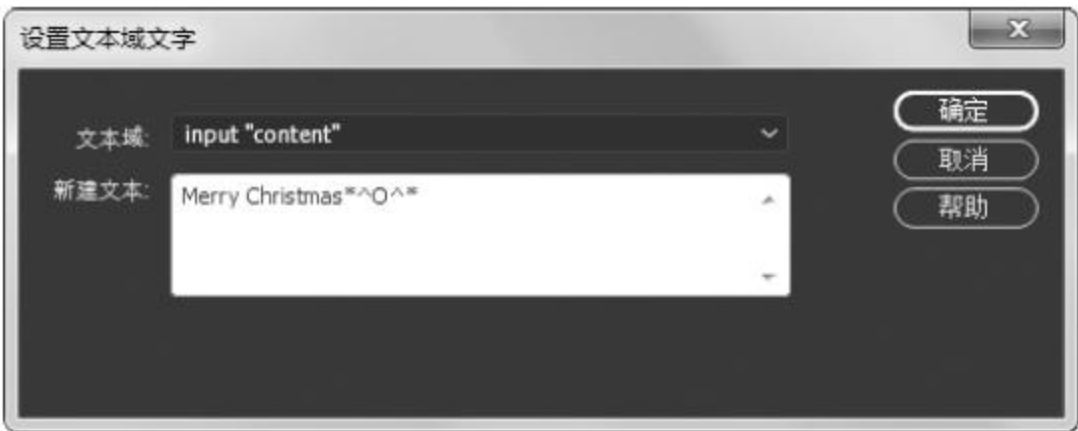 设置文本域文字
文本域: input "content"
新建文本: Merry Christmas*^O^*
确定
取消
帮助